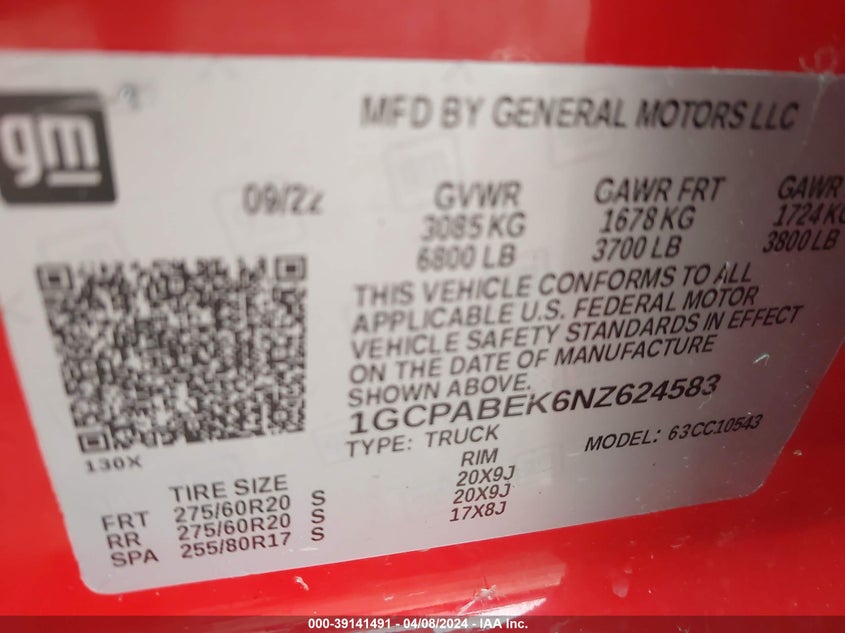 gm
MFD BY GENERAL MOTORS LLC
09/22
GVWR GAWR FRT GAWR
3085 KG 1678 KG 1724 KG
6800 LB 3700 LB 3800 LB
THIS VEHICLE CONFORMS TO ALL
APPLICABLE U.S. FEDERAL MOTOR
VEHICLE SAFETY STANDARDS IN EFFECT
ON THE DATE OF MANUFACTURE
SHOWN ABOVE.
1GCPABEK6NZ624583
TYPE: TRUCK MODEL: 63CC10543
130X
TIRE SIZE RIM
FRT 275/60R20 S 20X9J
RR 275/60R20 S 20X9J
SPA 255/80R17 S 17X8J
000-39141491 - 04/08/2024 - IAA Inc.